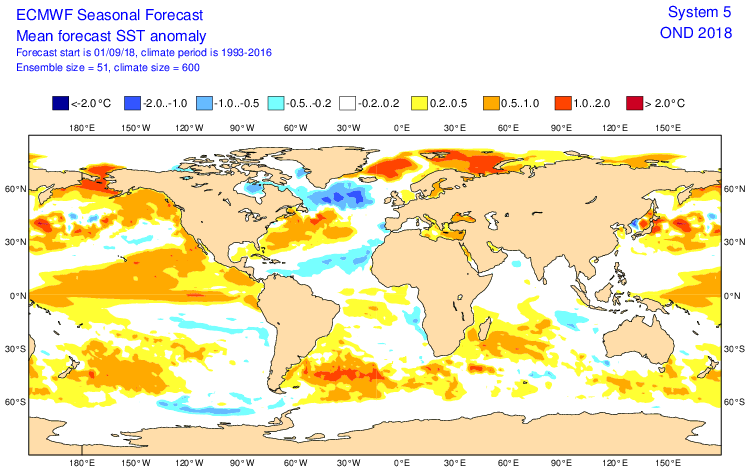 ECMWF Seasonal Forecast
System 5
Mean forecast SST anomaly
OND 2018
Forecast start is 01/09/18, climate period is 1993-2016
Ensemble size = 51, climate size = 600
<-2.0°C -2.0..-1.0 -1.0..-0.5 -0.5..-0.2 -0.2..0.2 0.2..0.5 0.5..1.0 1.0..2.0 > 2.0°C
180°E 150°W 120°W 90°W 60°W 30°W 0°E 30°E 60°E 90°E 120°E 150°E
60°N 60°N
30°N 30°N
0°N 0°N
30°S 30°S
60°S 60°S
180°E 150°W 120°W 90°W 60°W 30°W 0°E 30°E 60°E 90°E 120°E 150°E